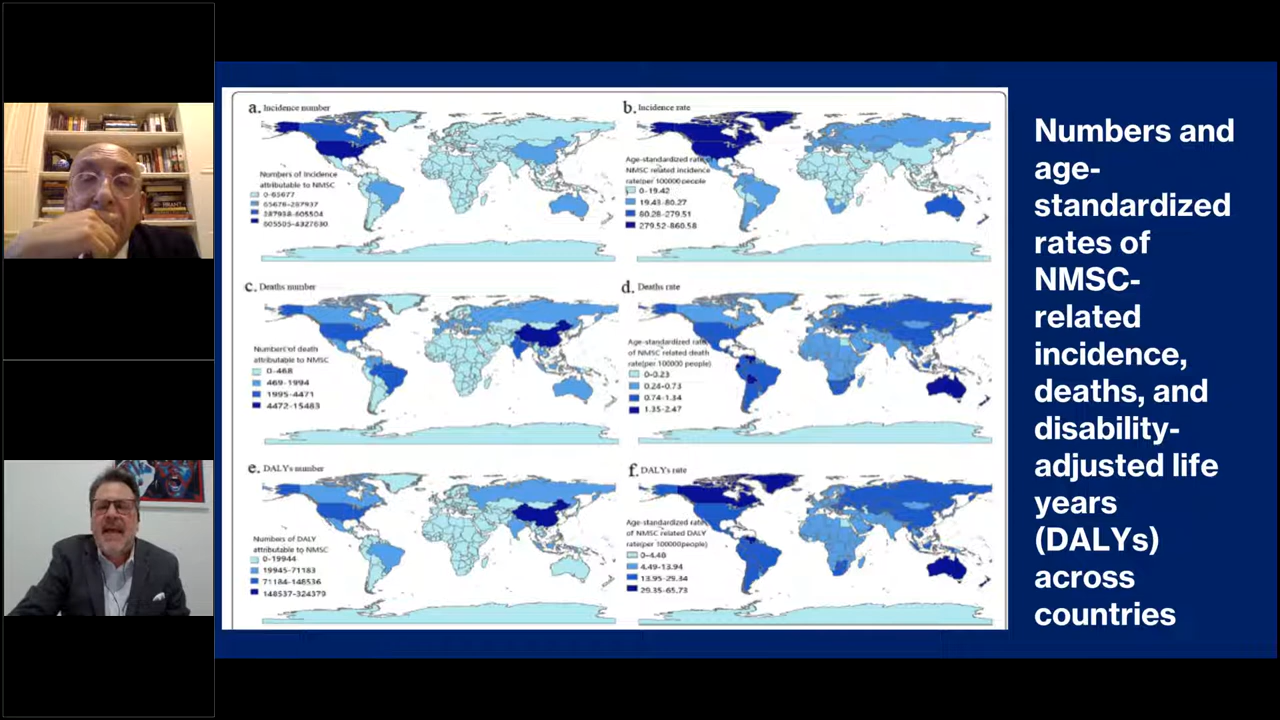 a. Incidence number
Numbers of Incidence
attributable to NMSC
0-65677
65678-287937
287938-605504
605505-4327630
b. Incidence rate
Age-standardized rate of
NMSC related incidence
rate(per 100000 people
0-19.42
19.43-80.27
80.28-279.51
279.52-860.58
c. Deaths number
Numbers of death
attributable to NMSC
0-468
469-1994
1995-4471
4472-15483
d. Deaths rate
Age-standardized rate
of NMSC related death
rate(per 100000 people)
0-0.23
0.24-0.73
0.74-1.34
1.35-2.47
e. DALYs number
Numbers of DALY
attributable to NMSC
0-19944
19945-71183
71184-148536
148537-324379
f. DALYs rate
Age-standardized rate
of NMSC related DALY
rate(per 100000people)
0-4.48
4.49-13.94
13.95-29.34
29.35-65.73
Numbers and
age-
standardized
rates of
NMSC-
related
incidence,
deaths, and
disability-
adjusted life
years
(DALYs)
across
countries